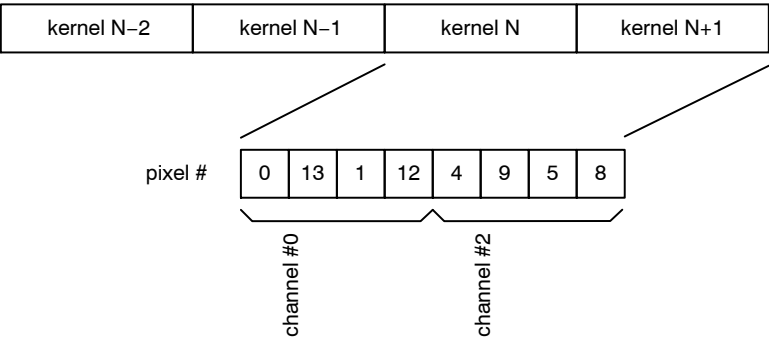 kernel N−2 kernel N−1 kernel N kernel N+1
pixel # 0 13 1 12 4 9 5 8
channel #0
channel #2